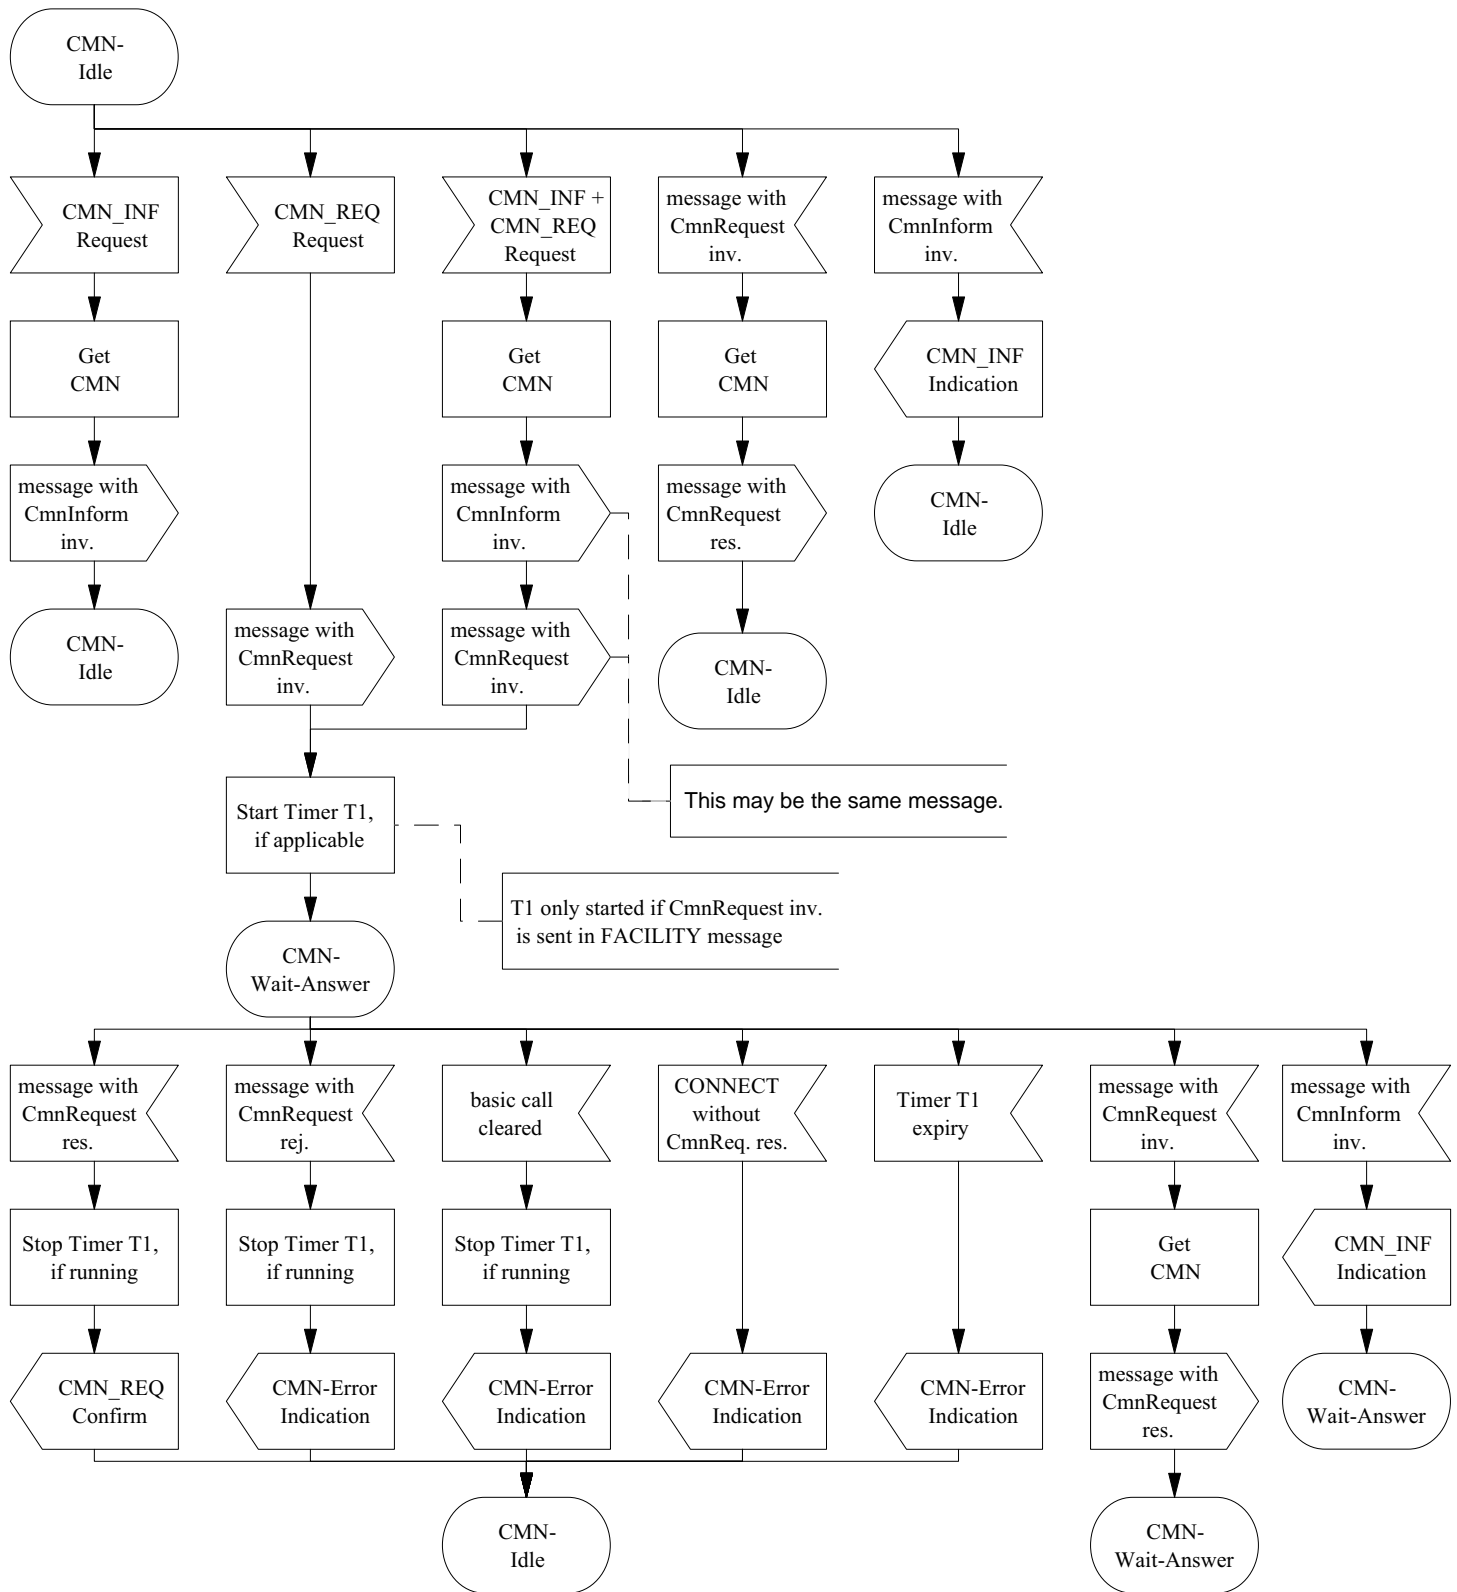 CMN-
Idle
CMN_INF
Request
CMN_REQ
Request
CMN_INF +
CMN_REQ
Request
message with
CmnRequest
inv.
message with
CmnInform
inv.
Get
CMN
Get
CMN
Get
CMN
CMN_INF
Indication
message with
CmnInform
inv.
message with
CmnInform
inv.
message with
CmnRequest
res.
CMN-
Idle
CMN-
Idle
message with
CmnRequest
inv.
message with
CmnRequest
inv.
CMN-
Idle
Start Timer T1,
if applicable
This may be the same message.
T1 only started if CmnRequest inv.
is sent in FACILITY message
CMN-
Wait-Answer
message with
CmnRequest
res.
message with
CmnRequest
rej.
basic call
cleared
CONNECT
without
CmnReq. res.
Timer T1
expiry
message with
CmnRequest
inv.
message with
CmnInform
inv.
Stop Timer T1,
if running
Stop Timer T1,
if running
Stop Timer T1,
if running
Get
CMN
CMN_INF
Indication
CMN_REQ
Confirm
CMN-Error
Indication
CMN-Error
Indication
CMN-Error
Indication
CMN-Error
Indication
message with
CmnRequest
res.
CMN-
Wait-Answer
CMN-
Idle
CMN-
Wait-Answer